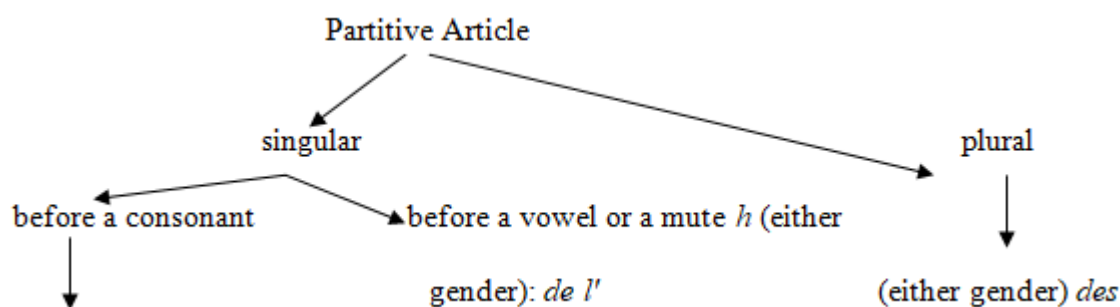 Partitive Article
singular
plural
before a consonant
before a vowel or a mute h (either
gender): de l'
(either gender) des